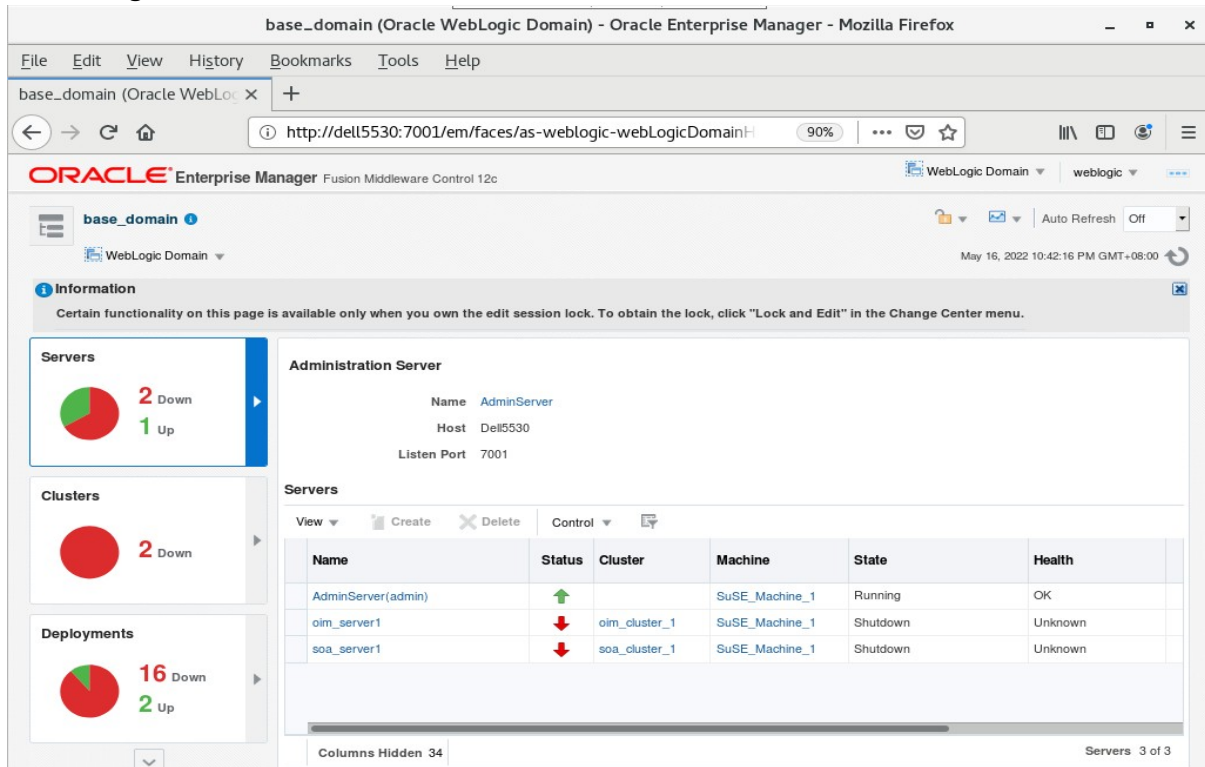 base_domain (Oracle WebLogic Domain) - Oracle Enterprise Manager - Mozilla Firefox
File Edit View History Bookmarks Tools Help
base_domain (Oracle WebLog
http://dell5530:7001/em/faces/as-weblogic-webLogicDomainH 90%
ORACLE Enterprise Manager Fusion Middleware Control 12c WebLogic Domain weblogic
base_domain Auto Refresh Off
WebLogic Domain May 16, 2022 10:42:16 PM GMT+08:00
Information
Certain functionality on this page is available only when you own the edit session lock. To obtain the lock, click "Lock and Edit" in the Change Center menu.
Servers
2 Down
1 Up
Clusters
2 Down
Deployments
16 Down
2 Up
Administration Server
Name AdminServer
Host Dell5530
Listen Port 7001
Servers
View Create Delete Control
Name Status Cluster Machine State Health
AdminServer(admin) SuSE_Machine_1 Running OK
oim_server1 oim_cluster_1 SuSE_Machine_1 Shutdown Unknown
soa_server1 soa_cluster_1 SuSE_Machine_1 Shutdown Unknown
Columns Hidden 34 Servers 3 of 3